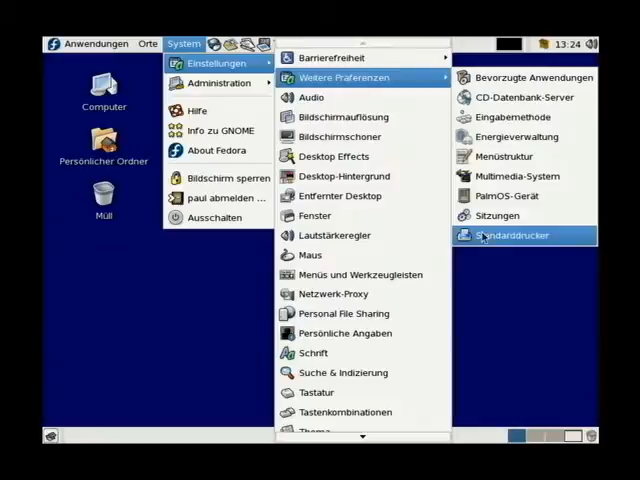 Anwendungen Orte System 13:24
Computer
Persönlicher Ordner
Müll
Einstellungen
Administration
Hilfe
Info zu GNOME
About Fedora
Bildschirm sperren
paul abmelden ...
Ausschalten
Barrierefreiheit
Weitere Präferenzen
Audio
Bildschirmauflösung
Bildschirmschoner
Desktop Effects
Desktop-Hintergrund
Entfernter Desktop
Fenster
Lautstärkeregler
Maus
Menüs und Werkzeugleisten
Netzwerk-Proxy
Personal File Sharing
Persönliche Angaben
Schrift
Suche & Indizierung
Tastatur
Tastenkombinationen
Thema
Bevorzugte Anwendungen
CD-Datenbank-Server
Eingabemethode
Energieverwaltung
Menüstruktur
Multimedia-System
PalmOS-Gerät
Sitzungen
Standarddrucker